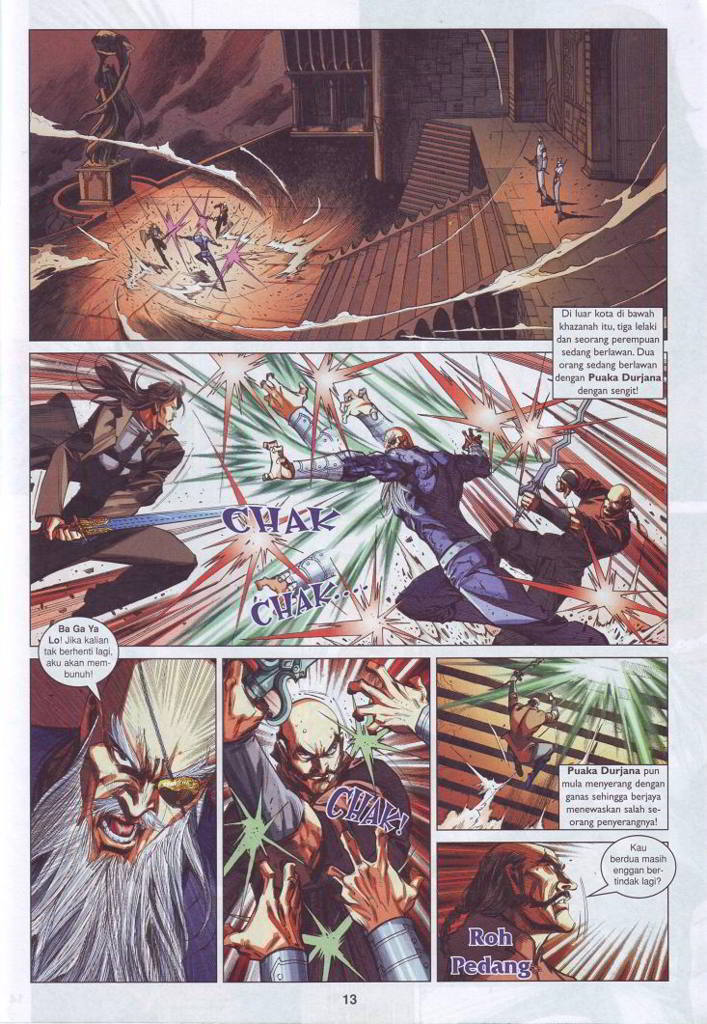 Di luar kota di bawah
khazanah itu, tiga lelaki
dan seorang perempuan
sedang berlawan. Dua
orang sedang berlawan
dengan Puaka Durjana
dengan sengit!
CHAK
CHAK....
Ba Ga Ya
Lo! Jika kalian
tak berhenti lagi,
aku akan mem-
bunuh!
CHAK!
Puaka Durjana pun
mula menyerang dengan
ganas sehingga berjaya
menewaskan salah se-
orang penyerangnya!
Kau
berdua masih
enggan ber-
tindak lagi?
Roh
Pedang
13